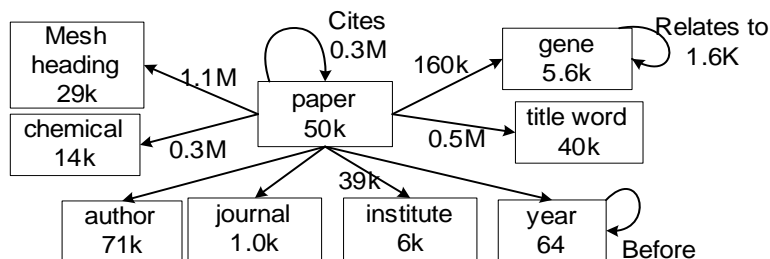 Cites
0.3M
Mesh
heading
29k
1.1M
paper
50k
160k
gene
5.6k
Relates to
1.6K
chemical
14k
0.3M
0.5M
title word
40k
39k
author
71k
journal
1.0k
institute
6k
year
64
Before